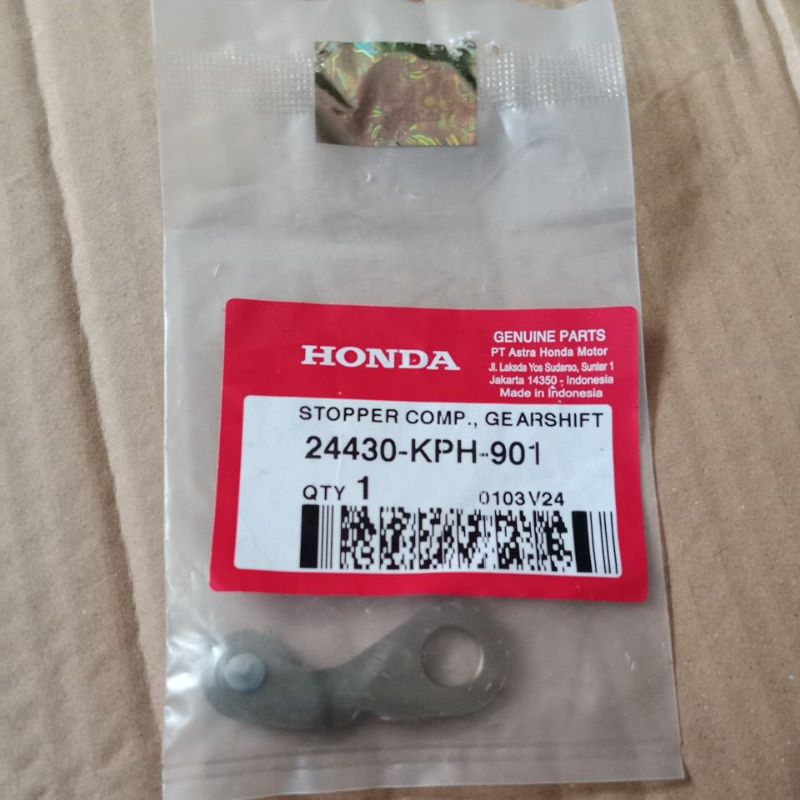 HONDA
GENUINE PARTS
PT Astra Honda Motor
Jl. Laksda Yos Sudarso, Sunter 1
Jakarta 14350 - Indonesia
Made in Indonesia
STOPPER COMP., GEARSHIFT
24430-KPH-901
QTY 1 0103V24